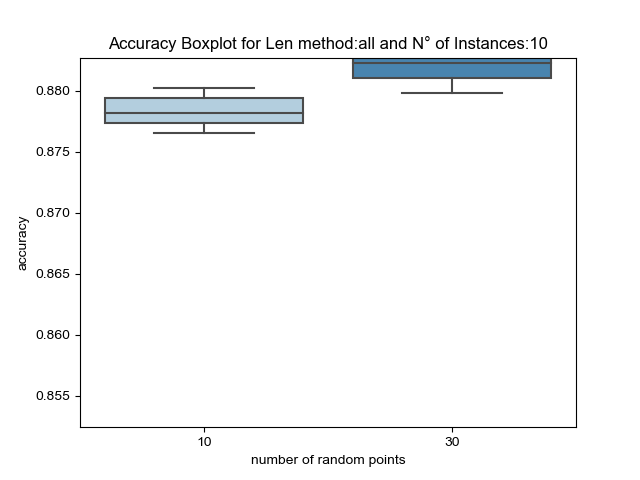 Accuracy Boxplot for Len method:all and N° of Instances:10
0.880
0.875
0.870
0.865
0.860
0.855
accuracy
10
30
number of random points